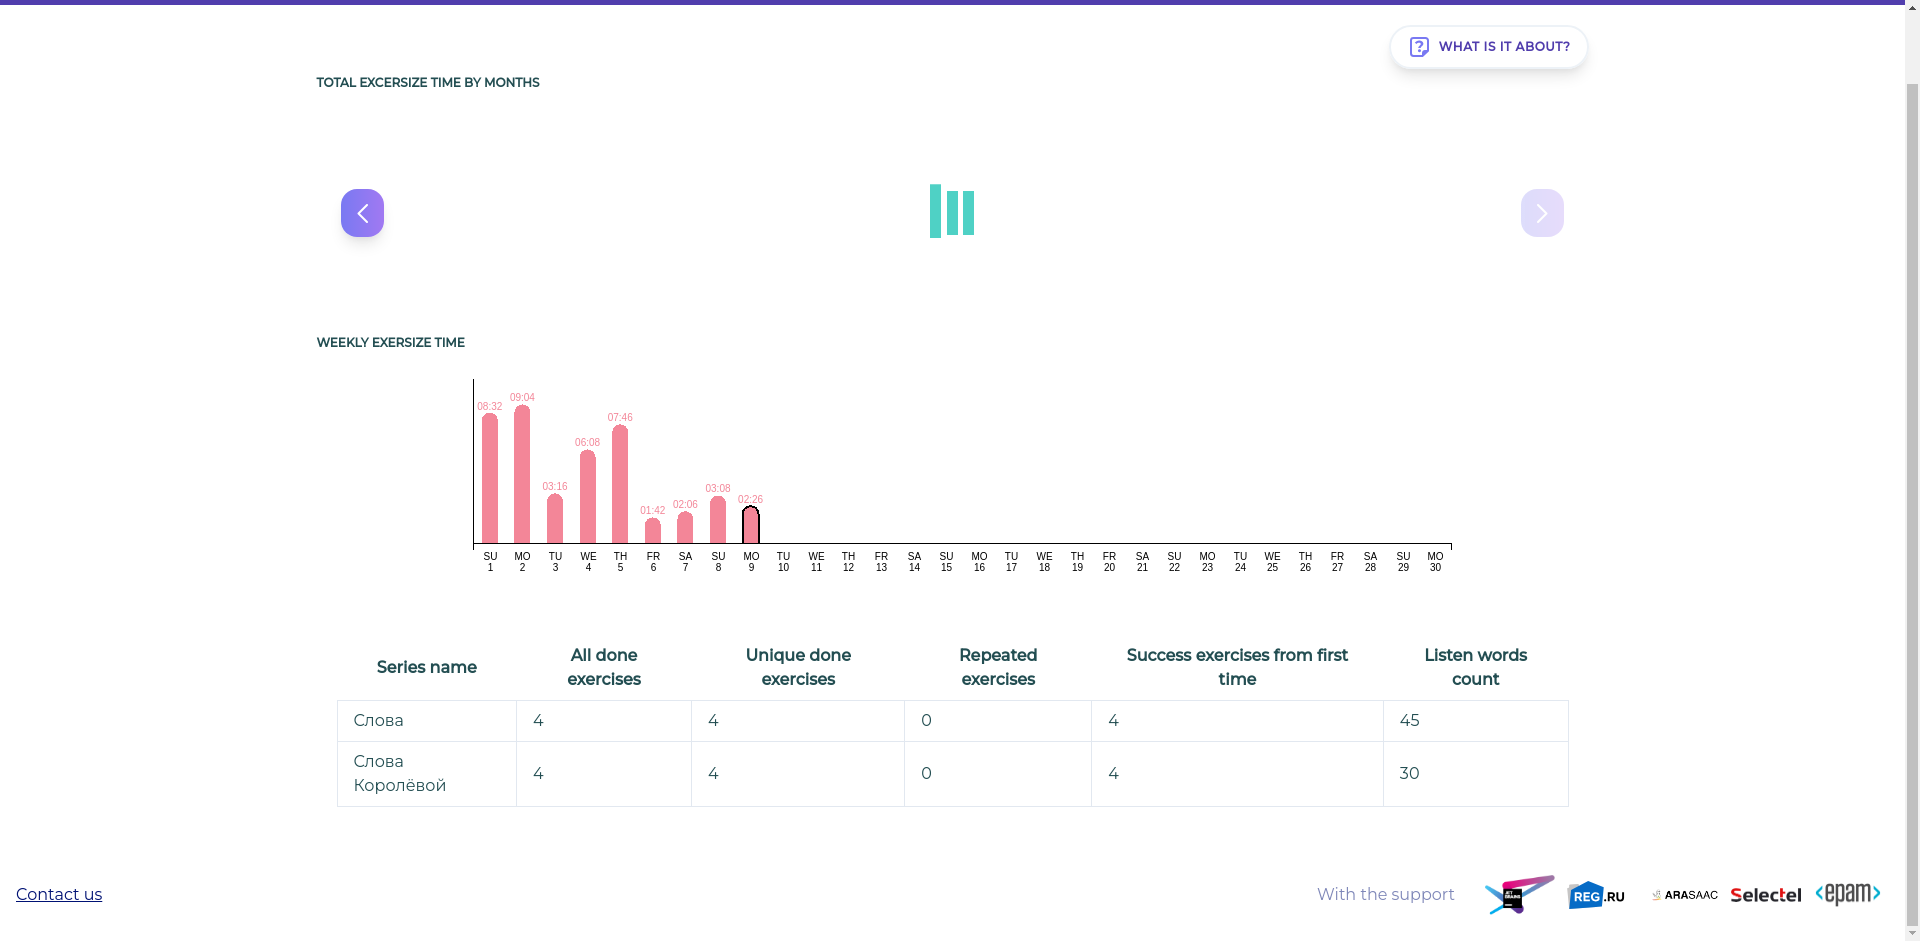 WHAT IS IT ABOUT?
TOTAL EXCERSIZE TIME BY MONTHS
WEEKLY EXERSIZE TIME
08:32 09:04 03:16 06:08 07:46 01:42 02:06 03:08 02:26
SU MO TU WE TH FR SA SU MO TU WE TH FR SA SU MO TU WE TH FR SA SU MO TU WE TH FR SA SU MO
1 2 3 4 5 6 7 8 9 10 11 12 13 14 15 16 17 18 19 20 21 22 23 24 25 26 27 28 29 30
Series name
All done
exercises
Unique done
exercises
Repeated
exercises
Success exercises from first
time
Listen words
count
Слова 4 4 0 4 45
Слова
Королёвой
4 4 0 4 30
Contact us
With the support
JET
BRAINS
REG.RU
ARASAAC
Selectel
<epam>